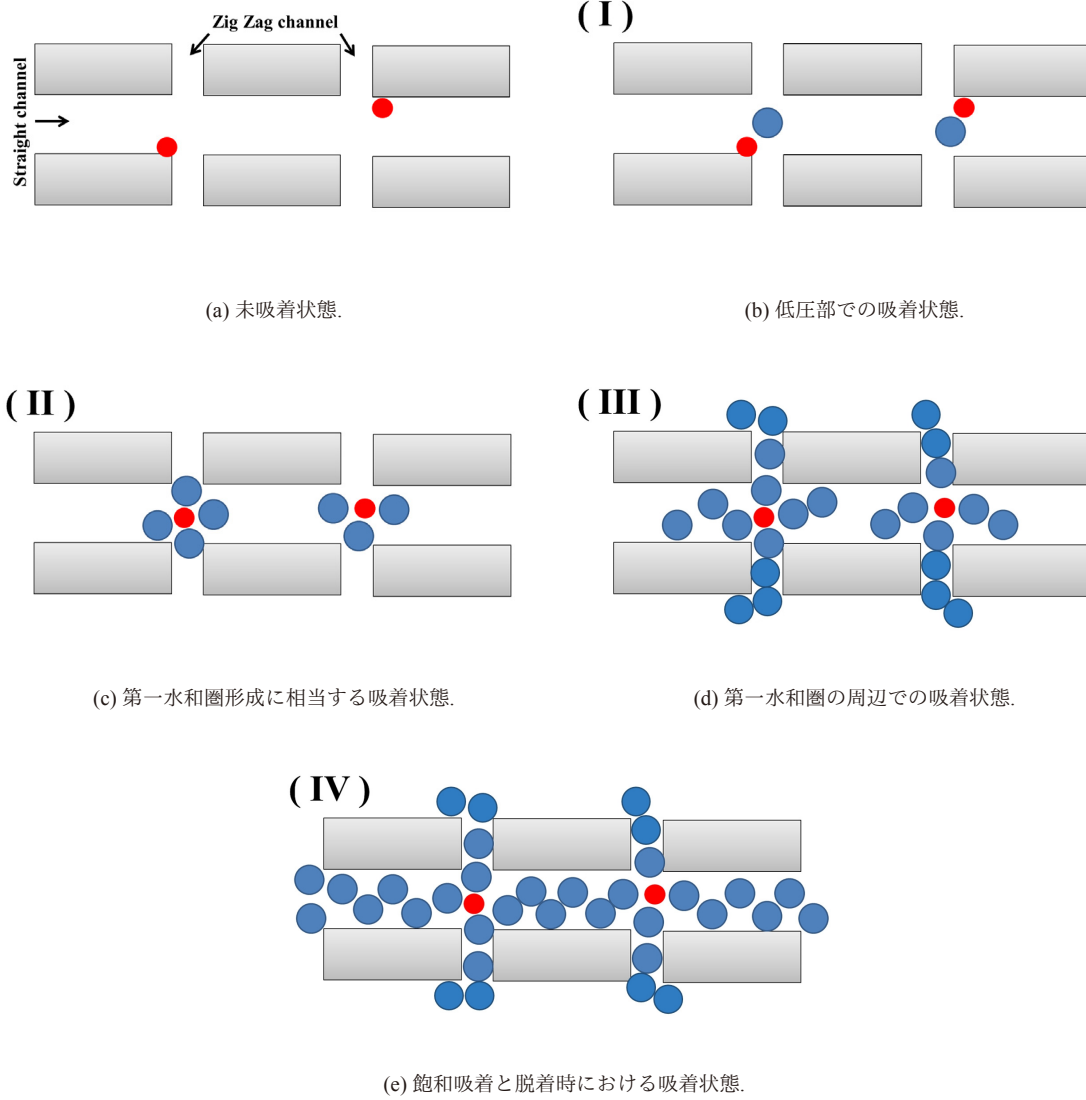 Zig Zag channel
Straight channel
( I )
(a) 未吸着状態.
(b) 低圧部での吸着状態.
( II )
( III )
(c) 第一水和圏形成に相当する吸着状態.
(d) 第一水和圏の周辺での吸着状態.
( IV )
(e) 飽和吸着と脱着時における吸着状態.